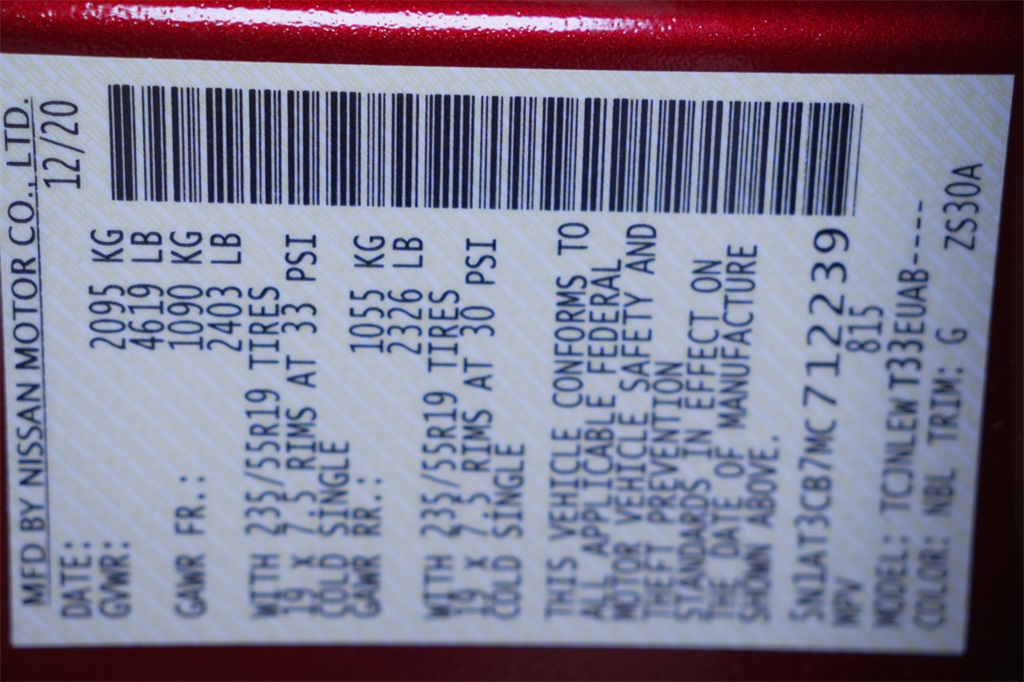 MFD BY NISSAN MOTOR CO., LTD.
DATE: 12/20
GVWR: 2095 KG
4619 LB
GAWR FR.: 1090 KG
2403 LB
WITH 235/55R19 TIRES
19 X 7.5 RIMS AT 33 PSI
COLD SINGLE
GAWR RR.: 1055 KG
2326 LB
WITH 235/55R19 TIRES
19 X 7.5 RIMS AT 30 PSI
COLD SINGLE
THIS VEHICLE CONFORMS TO
ALL APPLICABLE FEDERAL
MOTOR VEHICLE SAFETY AND
THEFT PREVENTION
STANDARDS IN EFFECT ON
THE DATE OF MANUFACTURE
SHOWN ABOVE.
5N1AT3CB7MC712239
MPV 815
MODEL: TCJNLEWT33EUAB----
COLOR: NBL TRIM: G ZS30A